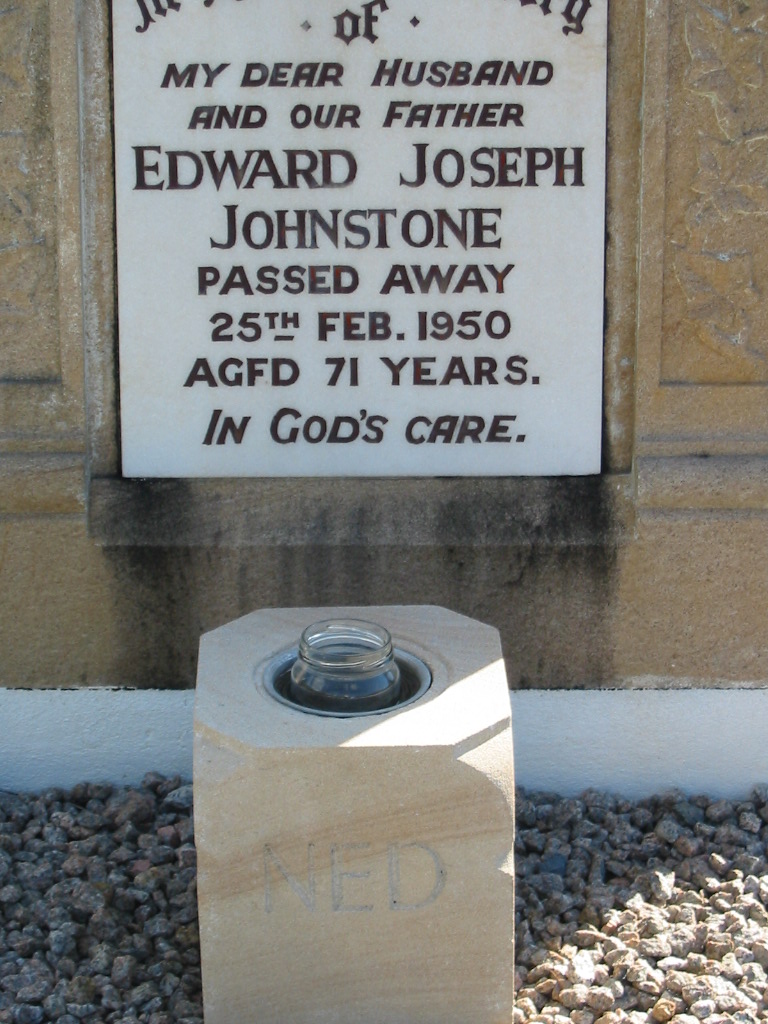 of
MY DEAR HUSBAND
AND OUR FATHER
EDWARD JOSEPH
JOHNSTONE
PASSED AWAY
25TH FEB. 1950
AGFD 71 YEARS.
IN GOD'S CARE.
NED